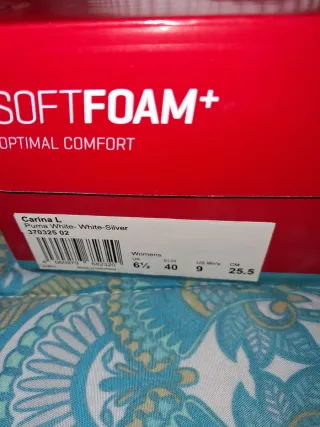 SOFTFOAM+
OPTIMAL COMFORT
Carina L
Puma White- White-Silver
370325 02
Womens
UK EUR US Wm's CM
6½ 40 9 25.5